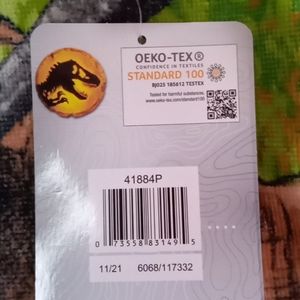 OEKO-TEX®
CONFIDENCE IN TEXTILES
STANDARD 100
BJ025 185612 TESTEX
Tested for harmful substances.
www.oeko-tex.com/standard100
41884P
0 73558 83149 5
11/21 6068/117332